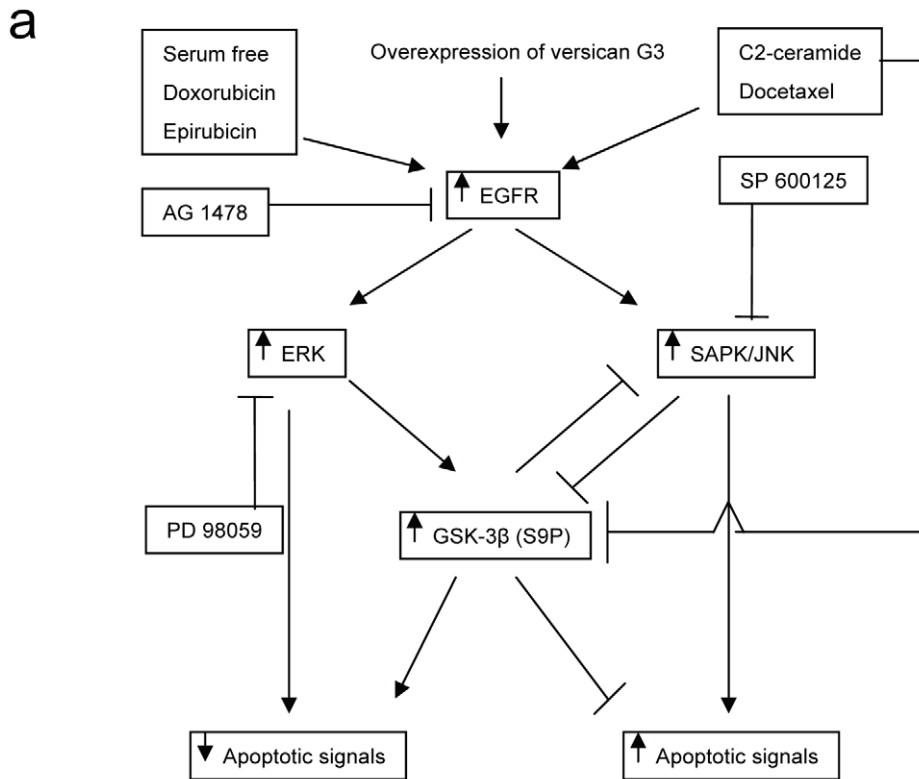 a
Serum free
Doxorubicin
Epirubicin
Overexpression of versican G3
C2-ceramide
Docetaxel
AG 1478
EGFR
SP 600125
ERK
SAPK/JNK
PD 98059
GSK-3β (S9P)
Apoptotic signals
Apoptotic signals